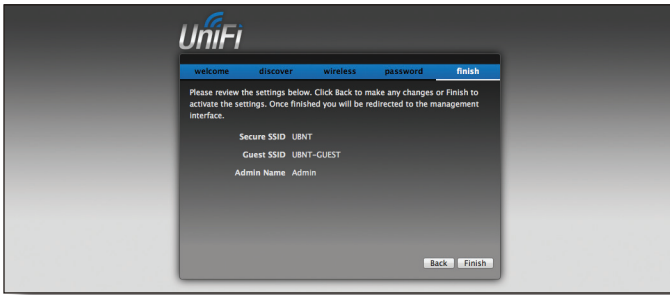 UniFi
welcome discover wireless password finish
Please review the settings below. Click Back to make any changes or Finish to
activate the settings. Once finished you will be redirected to the management
interface.
Secure SSID UBNT
Guest SSID UBNT-GUEST
Admin Name Admin
Back Finish